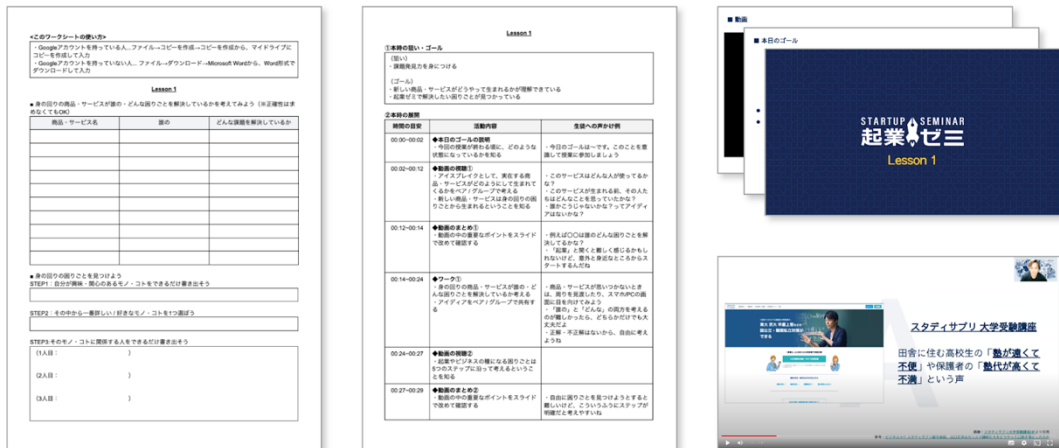 <このワークシートの使い方>
・Googleアカウントを持っている人...ファイル→コピーを作成→コピーを作成から、マイドライブに
コピーを作成して入力
・Googleアカウントを持っていない人...ファイル→ダウンロード→Microsoft Wordから、Word形式で
ダウンロードして入力
Lesson 1
● 身の回りの商品・サービスが誰の・どんな困りごとを解決しているかを考えてみよう（※正確性は求
めなくてもOK）
商品・サービス名 誰の どんな課題を解決しているか
● 身の回りの困りごとを見つけよう
STEP1：自分が興味・関心のあるモノ・コトをできるだけ書き出そう
STEP2：その中から一番詳しい / 好きなモノ・コトを1つ選ぼう
STEP3:そのモノ・コトに関係する人をできるだけ書き出そう
(1人目： )
(2人目： )
(3人目： )
Lesson 1
①本時の狙い・ゴール
（狙い）
・課題発見力を身につける
（ゴール）
・新しい商品・サービスがどうやって生まれるかが理解できている
・起業ゼミで解決したい困りごとが見つかっている
②本時の展開
時間の目安 活動内容 生徒への声かけ例
00:00~00:02
◆本日のゴールの説明
・今回の授業が終わる頃に、どのような
状態になっているかを知る
・今日のゴールは〜です。このことを意
識して授業に参加しましょう
00:02~00:12
◆動画の視聴①
・アイスブレイクとして、実在する商
品・サービスがどのようにして生まれて
くるかをペア/グループで考える
・新しい商品・サービスは身の回りの困
りごとから生まれるということを知る
・このサービスはどんな人が使ってるか
な？
・このサービスが生まれる前、その人た
ちはどんなことを思っていたかな？
・誰かこうじゃないかな？ってアイディ
アはないかな？
00:12~00:14
◆動画のまとめ①
・動画の中の重要なポイントをスライド
で改めて確認する
・例えば〇〇は誰のどんな困りごとを解
決してるかな？
・「起業」と聞くと難しく感じるかもし
れないけど、意外と身近なところからス
タートするんだね
00:14~00:24
◆ワーク①
・身の回りの商品・サービスが誰の・ど
んな困りごとを解決しているか考える
・アイディアをペア/グループで共有す
る
・商品・サービスが思いつかないとき
は、周りを見渡したり、スマホ/PCの画
面に目を向けてみよう
・「誰の」と「どんな」の両方を考える
のが難しかったら、どちらかだけでも大
丈夫だよ
・正解・不正解はないから、自由に考え
ようね
00:24~00:27
◆動画の視聴②
・起業やビジネスの種になる困りごとは
5つのステップに沿って考えるというこ
とを知る
00:27~00:29
◆動画のまとめ②
・動画の中の重要なポイントをスライド
で改めて確認する
・自由に困りごとを見つけようとすると
難しいけど、こういうふうにステップが
明確だと考えやすいね
■ 動画
■ 本日のゴール
STARTUP SEMINAR
起業ゼミ
Lesson 1
スタディサプリ 大学受験講座
田舎に住む高校生の「塾が遠くて
不便」や保護者の「塾代が高くて
不満」という声